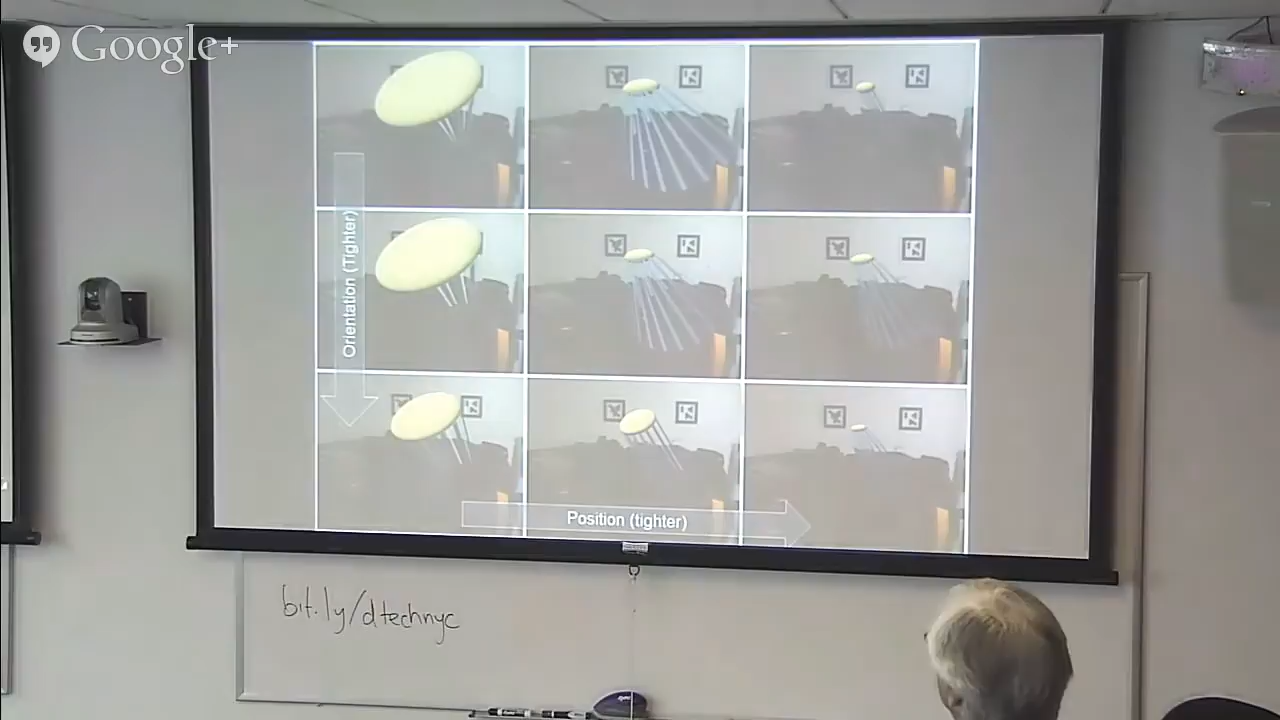 Google+
Orientation (Tighter)
Position (tighter)
bit.ly/dtechnyc